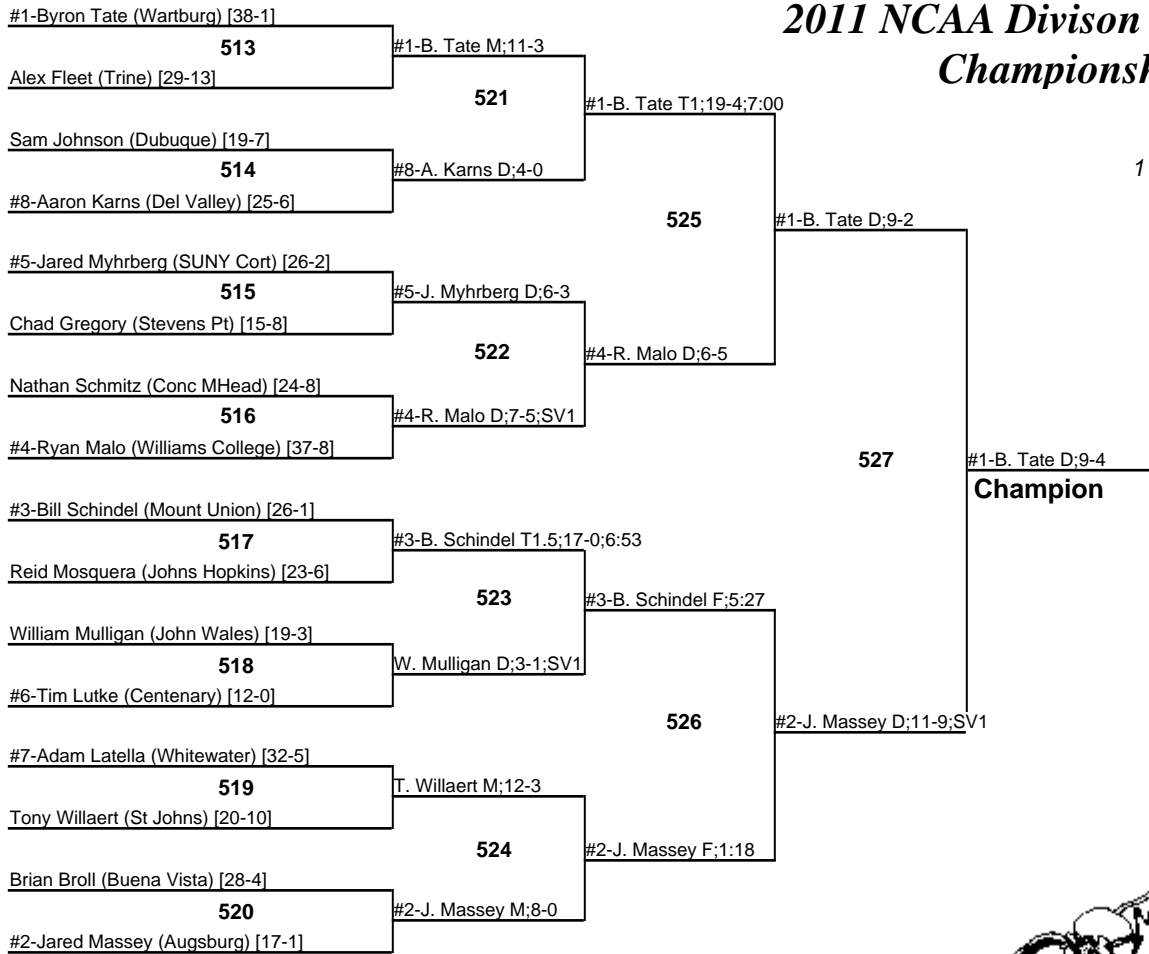 2011 NCAA Divison
Championsh
1
#1-Byron Tate (Wartburg) [38-1]
513
Alex Fleet (Trine) [29-13]
Sam Johnson (Dubuque) [19-7]
514
#8-Aaron Karns (Del Valley) [25-6]
#5-Jared Myhrberg (SUNY Cort) [26-2]
515
Chad Gregory (Stevens Pt) [15-8]
Nathan Schmitz (Conc MHead) [24-8]
516
#4-Ryan Malo (Williams College) [37-8]
#3-Bill Schindel (Mount Union) [26-1]
517
Reid Mosquera (Johns Hopkins) [23-6]
William Mulligan (John Wales) [19-3]
518
#6-Tim Lutke (Centenary) [12-0]
#7-Adam Latella (Whitewater) [32-5]
519
Tony Willaert (St Johns) [20-10]
Brian Broll (Buena Vista) [28-4]
520
#2-Jared Massey (Augsburg) [17-1]
#1-B. Tate M;11-3
521
#8-A. Karns D;4-0
#5-J. Myhrberg D;6-3
522
#4-R. Malo D;7-5;SV1
#3-B. Schindel T1.5;17-0;6:53
523
W. Mulligan D;3-1;SV1
T. Willaert M;12-3
524
#2-J. Massey M;8-0
#1-B. Tate T1;19-4;7:00
525
#4-R. Malo D;6-5
#3-B. Schindel F;5:27
526
#2-J. Massey F;1:18
#1-B. Tate D;9-2
527
#2-J. Massey D;11-9;SV1
#1-B. Tate D;9-4
Champion